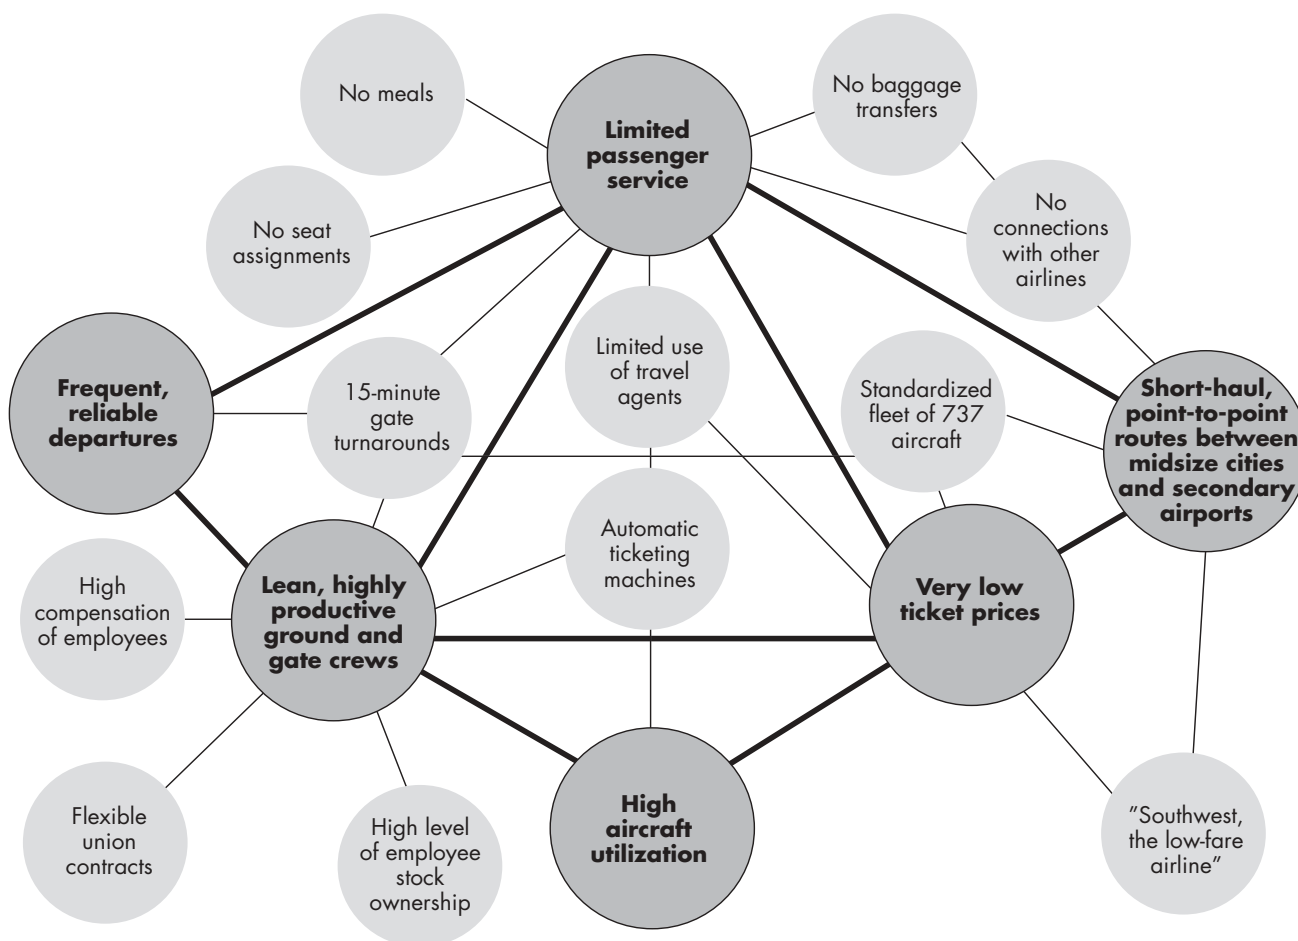 No meals
Limited
passenger
service
No baggage
transfers
No seat
assignments
No
connections
with other
airlines
Frequent,
reliable
departures
15-minute
gate
turnarounds
Limited use
of travel
agents
Standardized
fleet of 737
aircraft
Short-haul,
point-to-point
routes between
midsize cities
and secondary
airports
High
compensation
of employees
Lean, highly
productive
ground and
gate crews
Automatic
ticketing
machines
Very low
ticket prices
Flexible
union
contracts
High level
of employee
stock
ownership
High
aircraft
utilization
"Southwest,
the low-fare
airline"